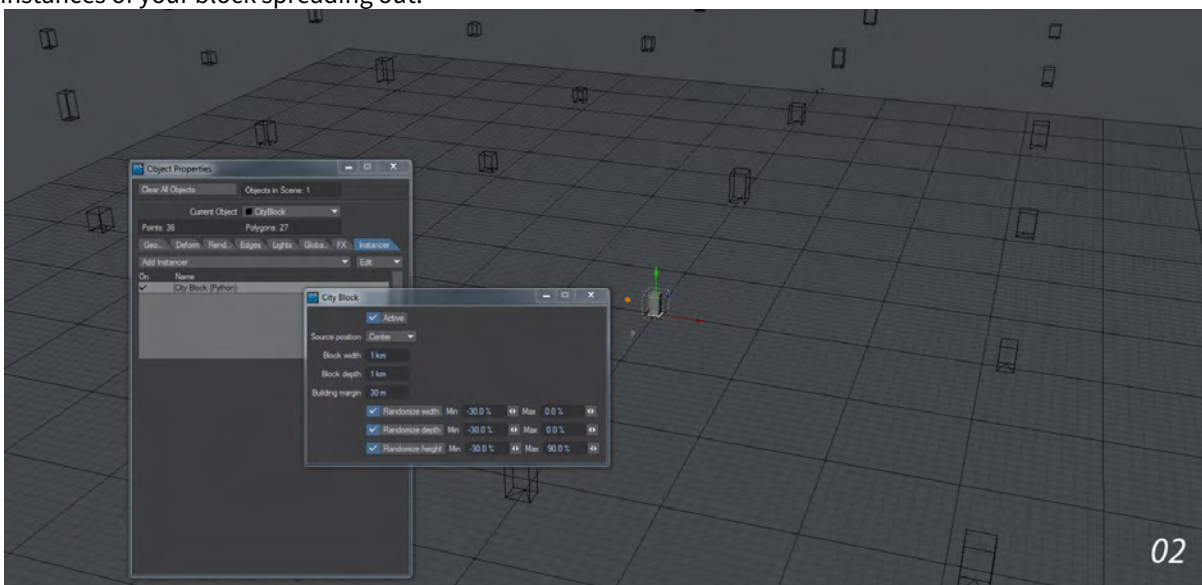 instances of your block spreading out.
Object Properties
Clear All Objects Objects in Scene: 1
Current Object CityBlock
Points: 36 Polygons: 27
Geo... Deform Rend... Edges Lights Globa... FX Instancer
Add Instancer Edit
On Name
City Block (Python)
City Block
Active
Source position Center
Block width 1 km
Block depth 1 km
Building margin 30 m
Randomize width Min -30.0 % Max 0.0 %
Randomize depth Min -30.0 % Max 0.0 %
Randomize height Min -30.0 % Max 90.0 %
02